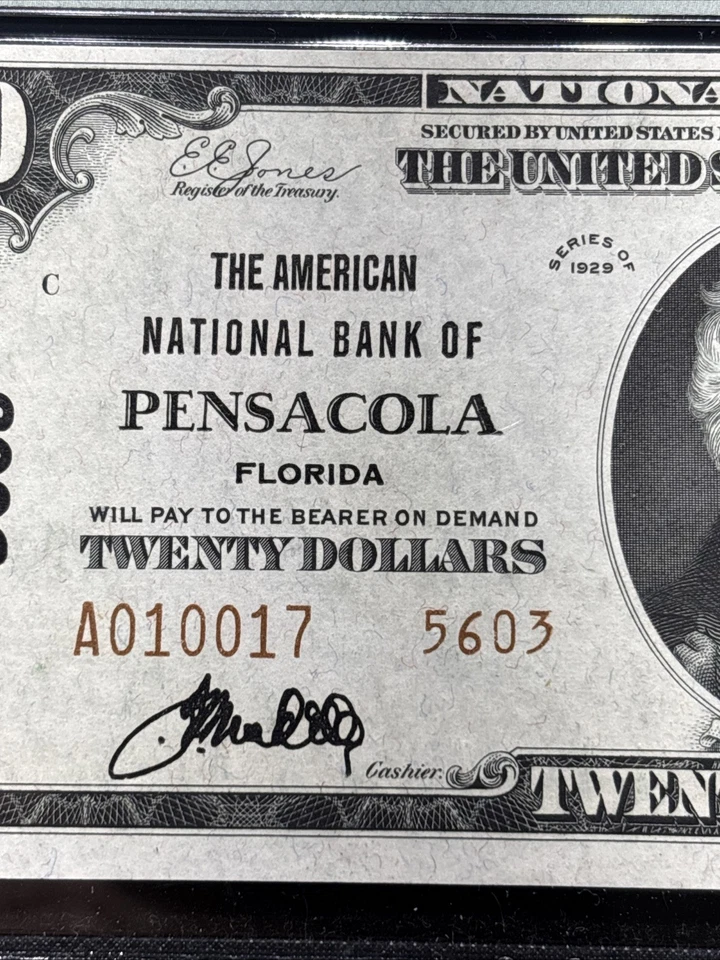 NATIONA
SECURED BY UNITED STATES
THE UNITED S
E.E. Jones
Register of the Treasury.
SERIES OF
1929
C
THE AMERICAN
NATIONAL BANK OF
PENSACOLA
FLORIDA
WILL PAY TO THE BEARER ON DEMAND
TWENTY DOLLARS
A010017 5603
Cashier.
TWEN